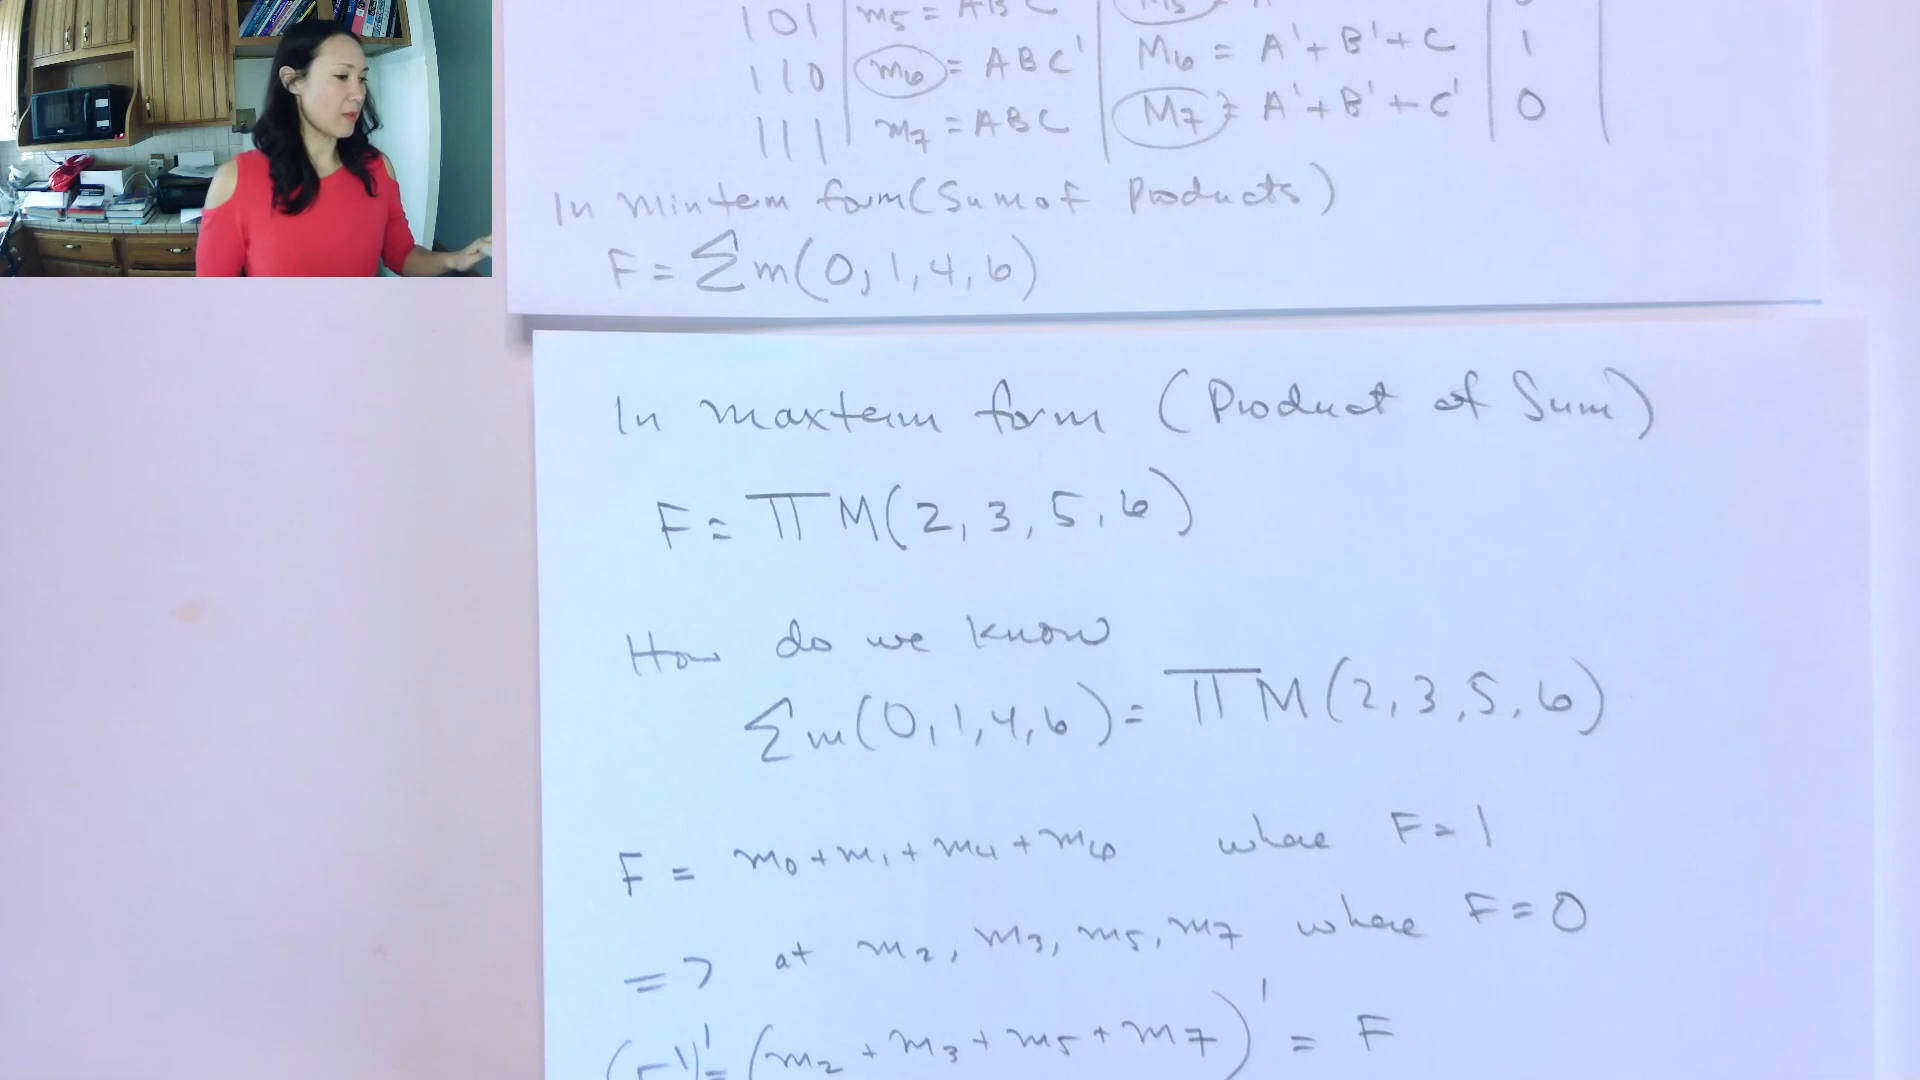 101 | m5 = AB'C | M5 = A
110 | m6 = ABC' | M6 = A'+B'+C | 1
111 | m7 = ABC | M7 = A'+B'+C' | 0
In Mintem form (Sum of Products)
F = Σm(0,1,4,6)
In maxterm form (Product of Sum)
F = ΠM(2,3,5,6)
How do we know
Σm(0,1,4,6) = ΠM(2,3,5,6)
F = m0+m1+m4+m6 where F=1
=> at m2, m3, m5, m7 where F=0
(F')' = (m2+m3+m5+m7)' = F